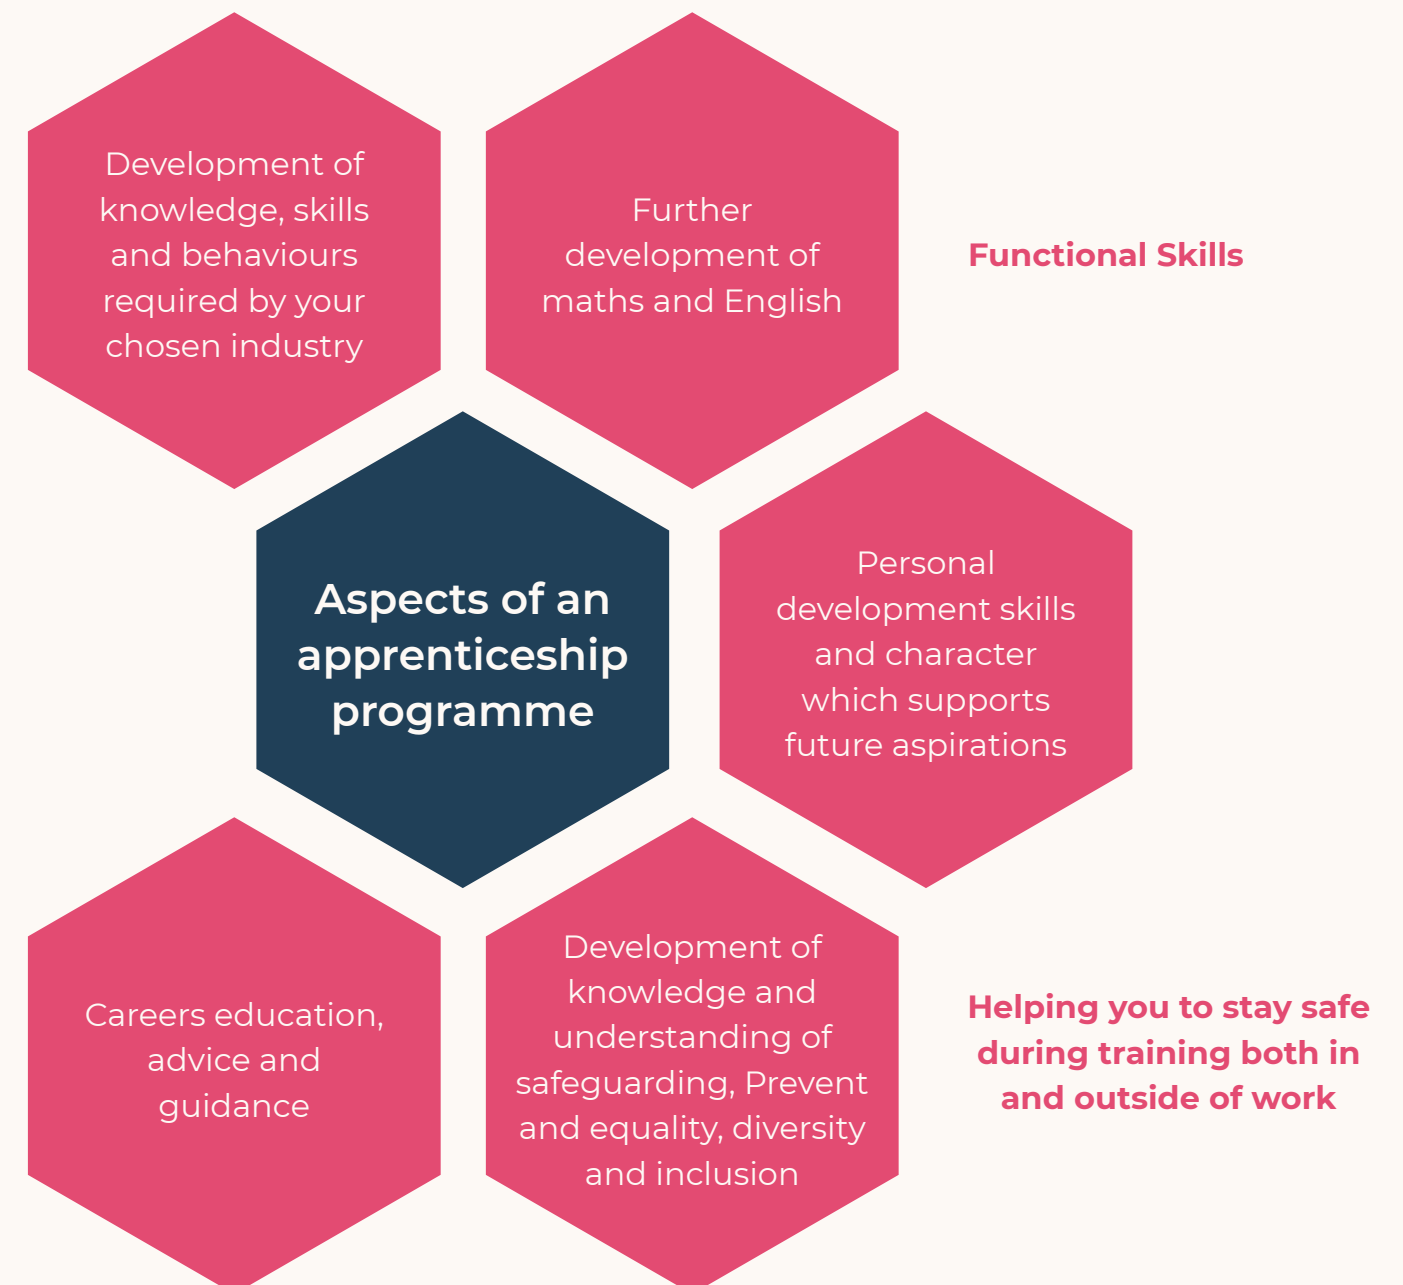 Development of
knowledge, skills
and behaviours
required by your
chosen industry
Further
development of
maths and English
Functional Skills
Aspects of an
apprenticeship
programme
Personal
development skills
and character
which supports
future aspirations
Careers education,
advice and
guidance
Development of
knowledge and
understanding of
safeguarding, Prevent
and equality, diversity
and inclusion
Helping you to stay safe
during training both in
and outside of work